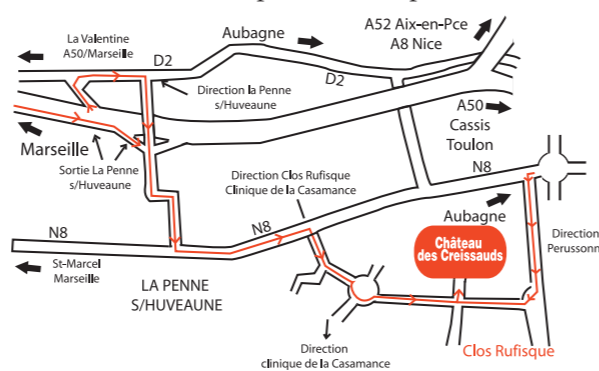 La Valentine
A50/Marseille
Aubagne
A52 Aix-en-Pce
A8 Nice
D2
D2
Direction la Penne
s/Huveaune
A50
Cassis
Toulon
Marseille
Sortie La Penne
s/Huveaune
Direction Clos Rufisque
Clinique de la Casamance
N8
N8
N8
Aubagne
Direction
Perussonn
Château
des Creissauds
St-Marcel
Marseille
LA PENNE
S/HUVEAUNE
Direction
clinique de la Casamance
Clos Rufisque